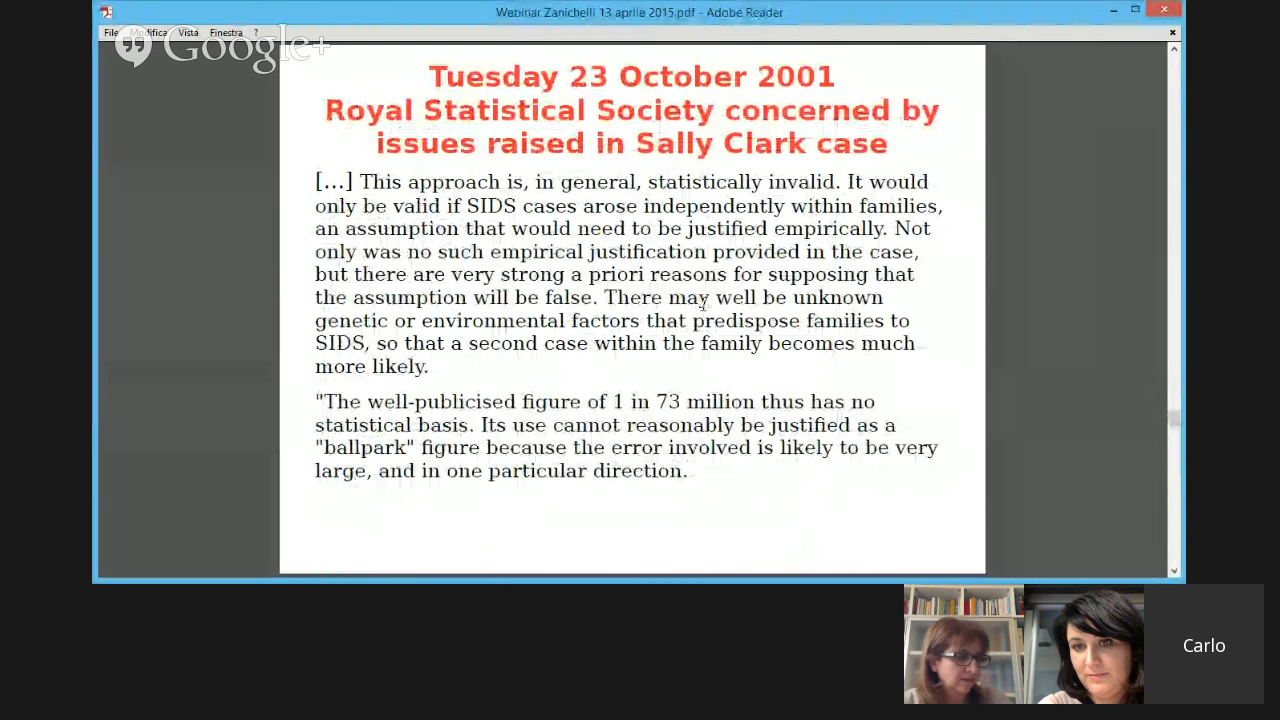 Webinar Zanichelli 13 aprile 2015.pdf - Adobe Reader
File Modifica Vista Finestra ?
Google+
Tuesday 23 October 2001
Royal Statistical Society concerned by
issues raised in Sally Clark case
[...] This approach is, in general, statistically invalid. It would
only be valid if SIDS cases arose independently within families,
an assumption that would need to be justified empirically. Not
only was no such empirical justification provided in the case,
but there are very strong a priori reasons for supposing that
the assumption will be false. There may well be unknown
genetic or environmental factors that predispose families to
SIDS, so that a second case within the family becomes much
more likely.
"The well-publicised figure of 1 in 73 million thus has no
statistical basis. Its use cannot reasonably be justified as a
"ballpark" figure because the error involved is likely to be very
large, and in one particular direction.
Carlo